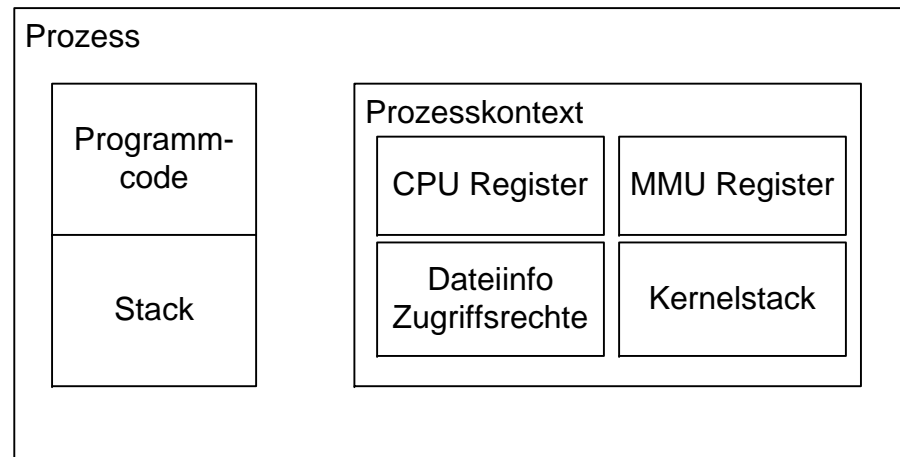 Prozess
Programm-
code
Stack
Prozesskontext
CPU Register
MMU Register
Dateiinfo
Zugriffsrechte
Kernelstack